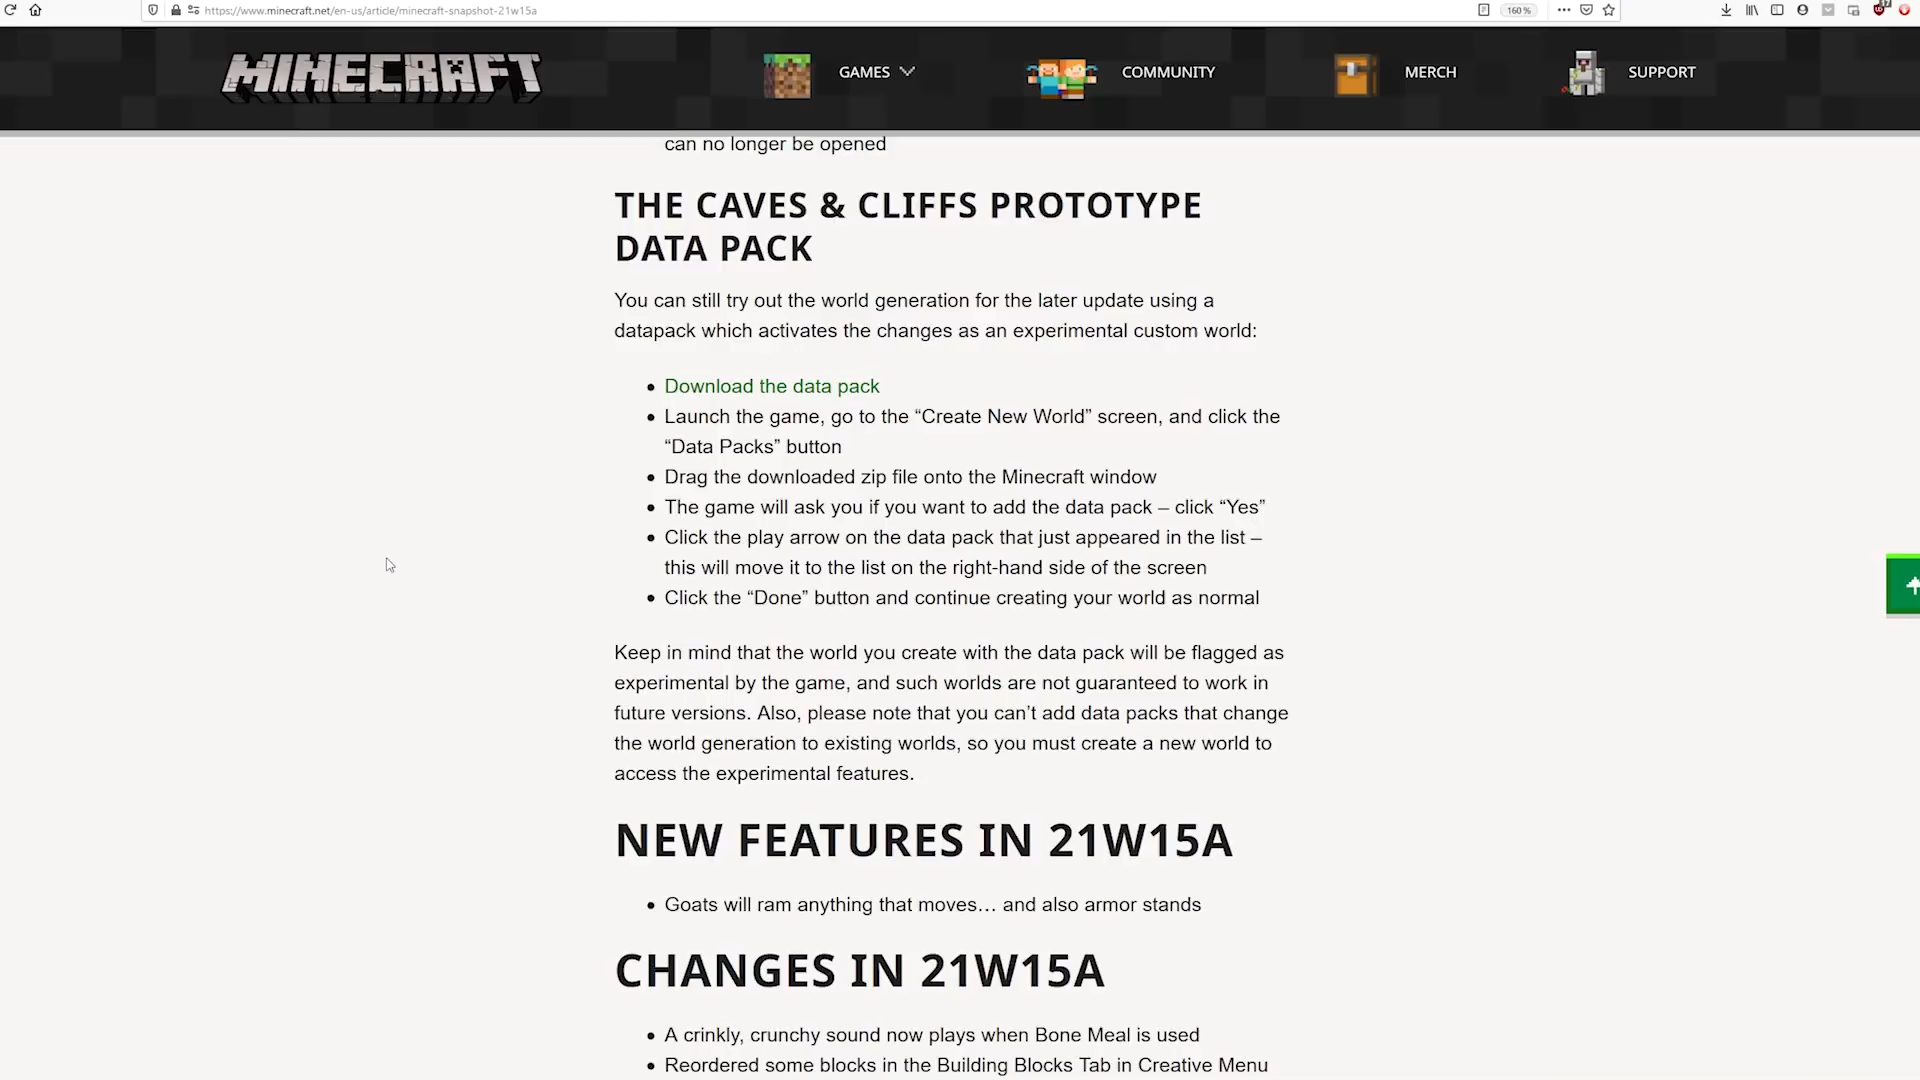 https://www.minecraft.net/en-us/article/minecraft-snapshot-21w15a
160 %
MINECRAFT
GAMES
COMMUNITY
MERCH
SUPPORT
can no longer be opened
THE CAVES & CLIFFS PROTOTYPE
DATA PACK
You can still try out the world generation for the later update using a
datapack which activates the changes as an experimental custom world:
• Download the data pack
• Launch the game, go to the “Create New World” screen, and click the
“Data Packs” button
• Drag the downloaded zip file onto the Minecraft window
• The game will ask you if you want to add the data pack – click “Yes”
• Click the play arrow on the data pack that just appeared in the list –
this will move it to the list on the right-hand side of the screen
• Click the “Done” button and continue creating your world as normal
Keep in mind that the world you create with the data pack will be flagged as
experimental by the game, and such worlds are not guaranteed to work in
future versions. Also, please note that you can’t add data packs that change
the world generation to existing worlds, so you must create a new world to
access the experimental features.
NEW FEATURES IN 21W15A
• Goats will ram anything that moves… and also armor stands
CHANGES IN 21W15A
• A crinkly, crunchy sound now plays when Bone Meal is used
• Reordered some blocks in the Building Blocks Tab in Creative Menu